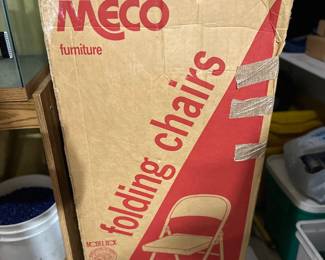 MECO
furniture
folding chairs